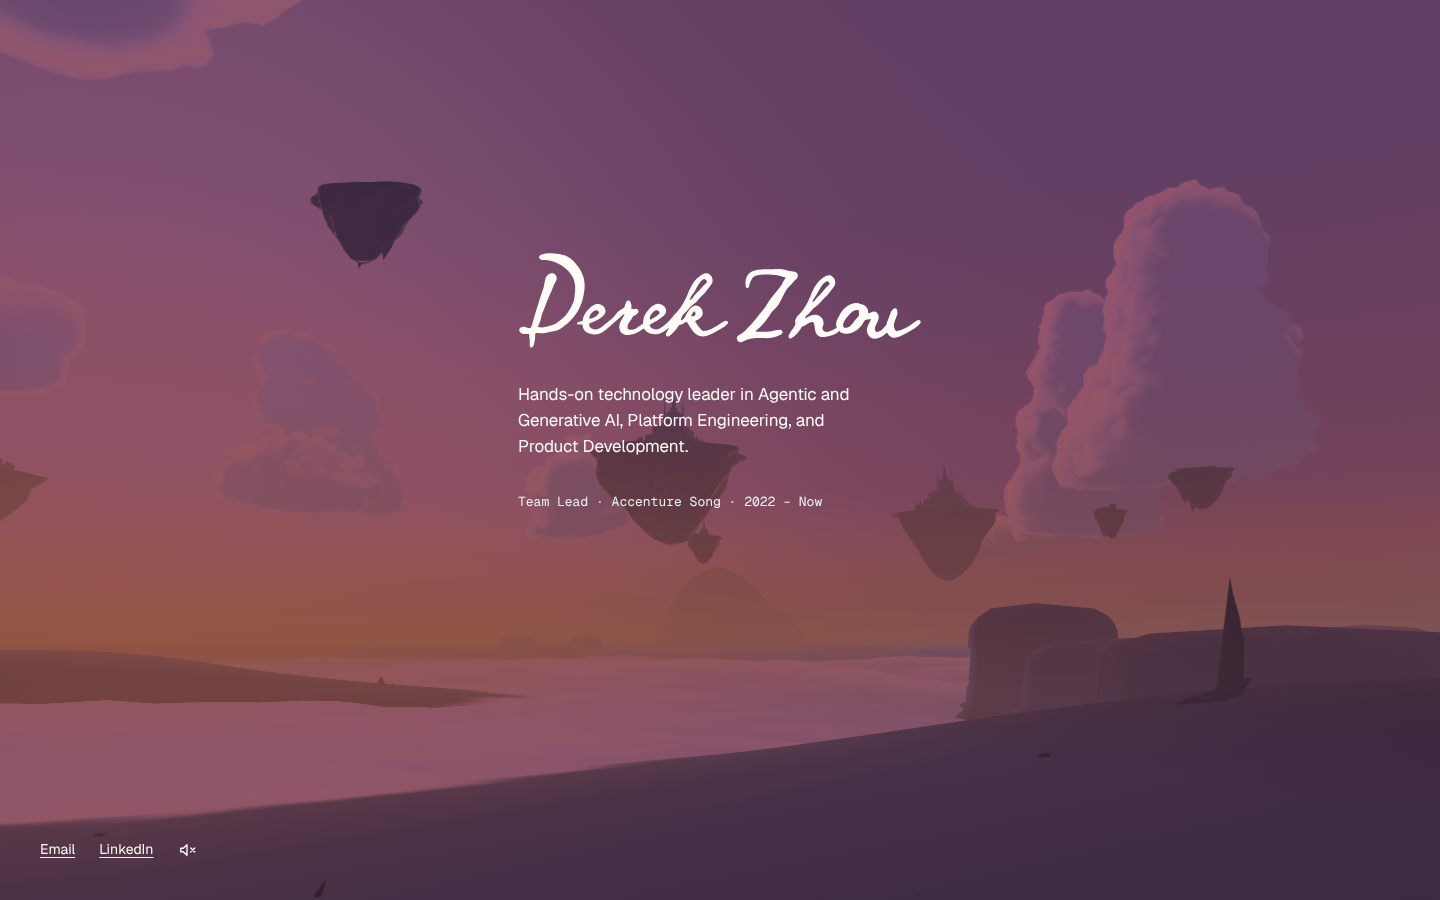 Derek Zhou
Hands-on technology leader in Agentic and
Generative AI, Platform Engineering, and
Product Development.
Team Lead · Accenture Song · 2022 – Now
Email LinkedIn